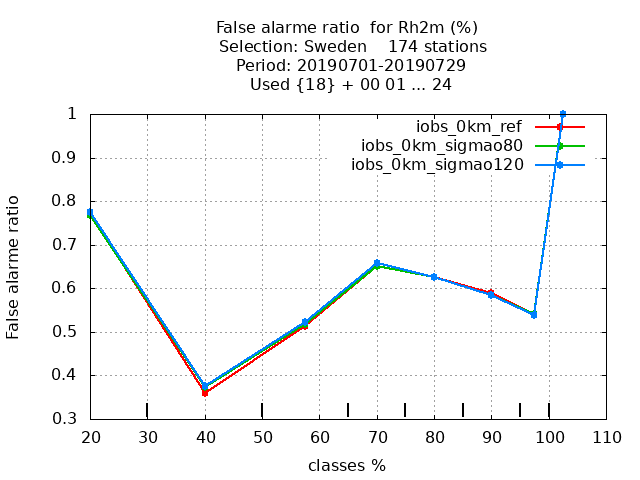 False alarme ratio  for Rh2m (%)
Selection: Sweden    174 stations
Period: 20190701-20190729
Used {18} + 00 01 ... 24
iobs_0km_ref
iobs_0km_sigmao80
iobs_0km_sigmao120
False alarme ratio
1
0.9
0.8
0.7
0.6
0.5
0.4
0.3
20 30 40 50 60 70 80 90 100 110
classes %